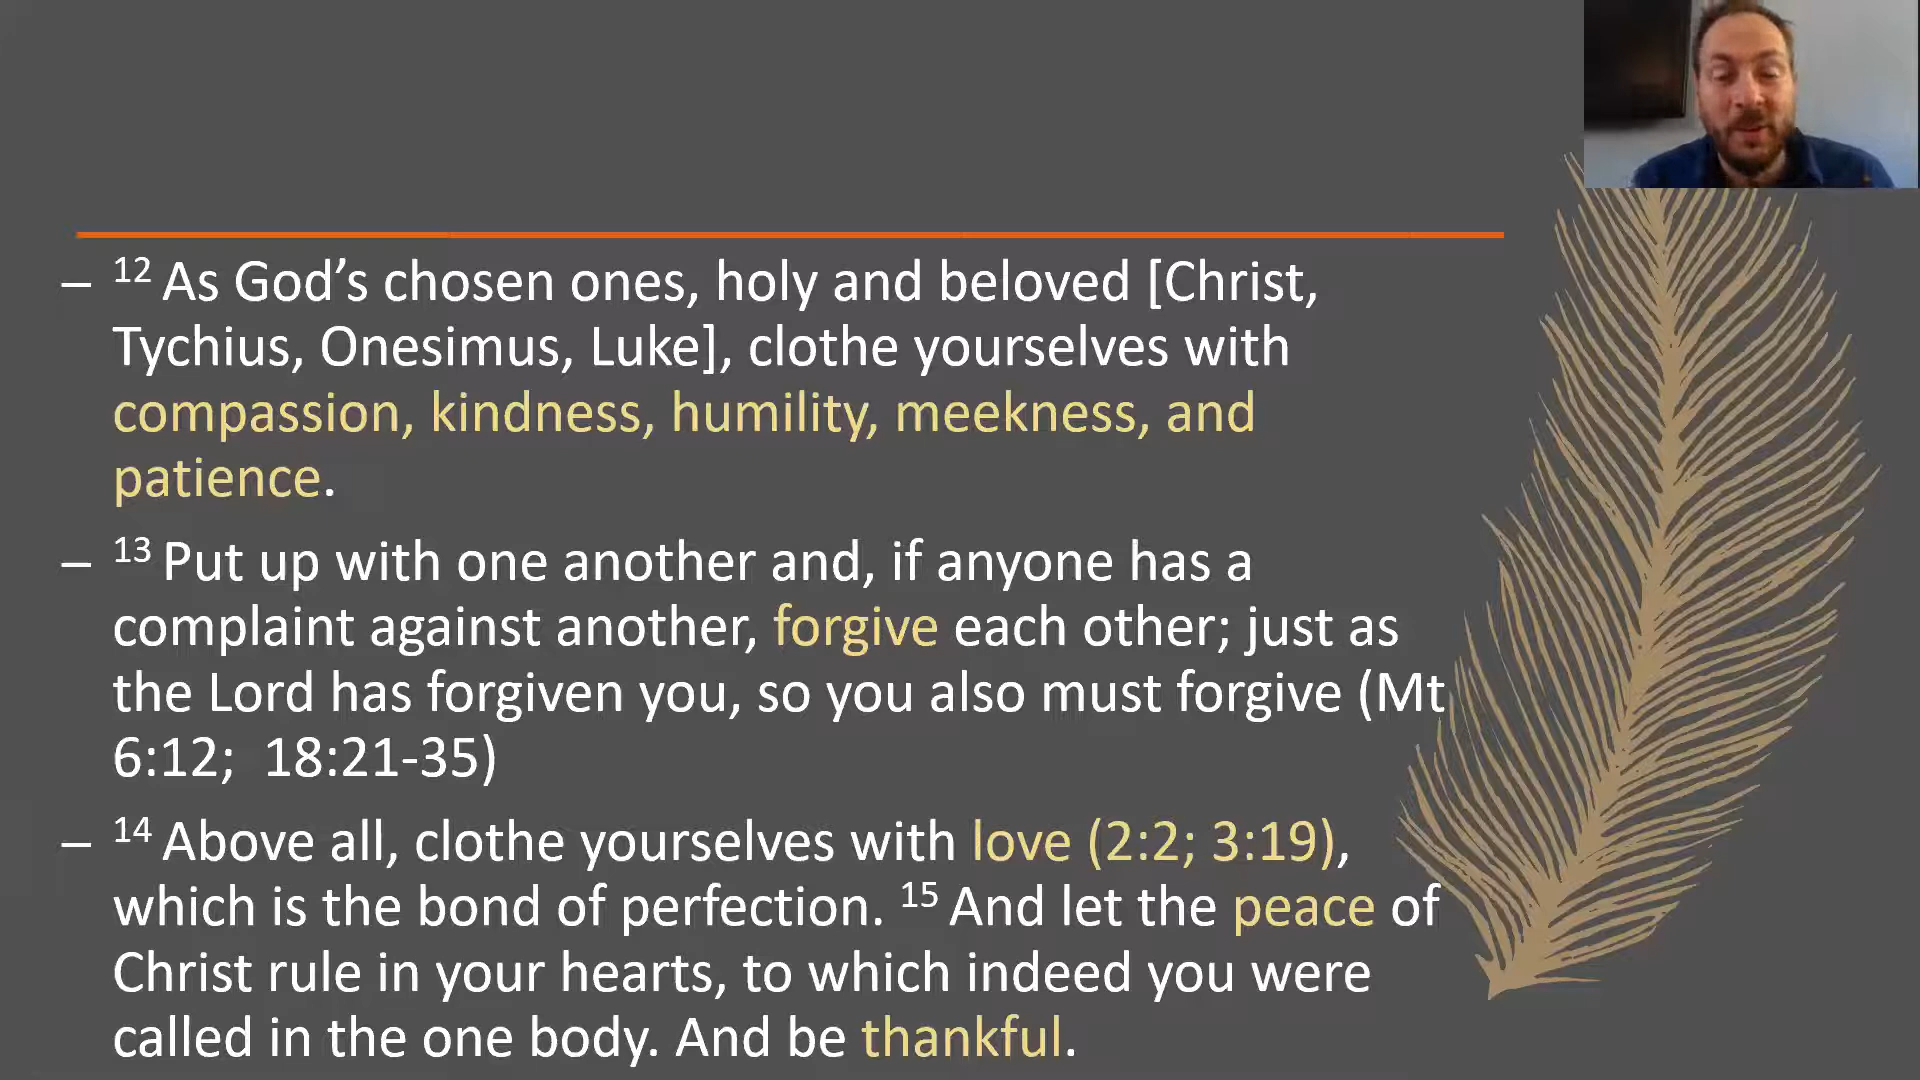 – 12 As God’s chosen ones, holy and beloved [Christ,
Tychius, Onesimus, Luke], clothe yourselves with
compassion, kindness, humility, meekness, and
patience.
– 13 Put up with one another and, if anyone has a
complaint against another, forgive each other; just as
the Lord has forgiven you, so you also must forgive (Mt
6:12;  18:21-35)
– 14 Above all, clothe yourselves with love (2:2; 3:19),
which is the bond of perfection. 15 And let the peace of
Christ rule in your hearts, to which indeed you were
called in the one body. And be thankful.